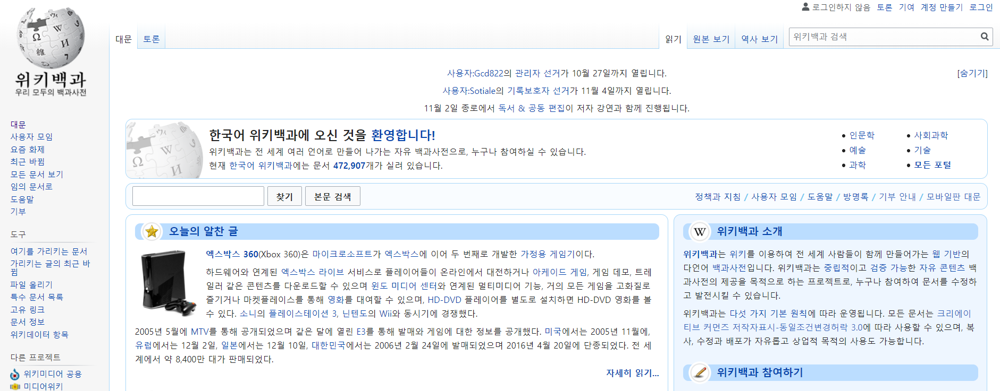 로그인하지 않음 토론 기여 계정 만들기 로그인
위키백과
우리 모두의 백과사전
대문 토론
읽기 원본 보기 역사 보기 위키백과 검색
사용자:Gcd822의 관리자 선거가 10월 27일까지 열립니다.
[숨기기]
사용자:Sotiale의 기록보호자 선거가 11월 4일까지 열립니다.
11월 2일 종로에서 독서 & 공동 편집이 저자 강연과 함께 진행됩니다.
대문
사용자 모임
요즘 화제
최근 바뀜
모든 문서 보기
임의 문서로
도움말
기부
도구
여기를 가리키는 문서
가리키는 글의 최근 바
뀜
파일 올리기
특수 문서 목록
고유 링크
문서 정보
위키데이터 항목
다른 프로젝트
위키미디어 공용
미디어위키
한국어 위키백과에 오신 것을 환영합니다!
위키백과는 전 세계 여러 언어로 만들어 나가는 자유 백과사전으로, 누구나 참여하실 수 있습니다.
현재 한국어 위키백과에는 문서 472,907개가 실려 있습니다.
인문학
예술
과학
사회과학
기술
모든 포털
찾기 본문 검색
정책과 지침 / 사용자 모임 / 도움말 / 방명록 / 기부 안내 / 모바일판 대문
오늘의 알찬 글
엑스박스 360(Xbox 360)은 마이크로소프트가 엑스박스에 이어 두 번째로 개발한 가정용 게임기이다.
하드웨어와 연계된 엑스박스 라이브 서비스로 플레이어들이 온라인에서 대전하거나 아케이드 게임, 게임 데모, 트레
일러 같은 콘텐츠를 다운로드할 수 있으며 윈도 미디어 센터와 연계된 멀티미디어 기능, 거의 모든 게임을 고화질로
즐기거나 마켓플레이스를 통해 영화를 대여할 수 있으며, HD-DVD 플레이어를 별도로 설치하면 HD-DVD 영화를 볼
수 있다. 소니의 플레이스테이션 3, 닌텐도의 Wii와 동시기에 경쟁했다.
2005년 5월에 MTV를 통해 공개되었으며 같은 달에 열린 E3를 통해 발매와 게임에 대한 정보를 공개했다. 미국에서는 2005년 11월에,
유럽에서는 12월 2일, 일본에서는 12월 10일, 대한민국에서는 2006년 2월 24일에 발매되었으며 2016년 4월 20일에 단종되었다. 전 세
계에서 약 8,400만 대가 판매되었다.
자세히 읽기...
위키백과 소개
위키백과는 위키를 이용하여 전 세계 사람들이 함께 만들어가는 웹 기반의
다언어 백과사전입니다. 위키백과는 중립적이고 검증 가능한 자유 콘텐츠 백
과사전의 제공을 목적으로 하는 프로젝트로, 누구나 참여하여 문서를 수정하
고 발전시킬 수 있습니다.
위키백과는 다섯 가지 기본 원칙에 따라 운영됩니다. 모든 문서는 크리에이
티브 커먼즈 저작자표시-동일조건변경허락 3.0에 따라 사용할 수 있으며, 복
사, 수정과 배포가 자유롭고 상업적 목적의 사용도 가능합니다.
위키백과 참여하기